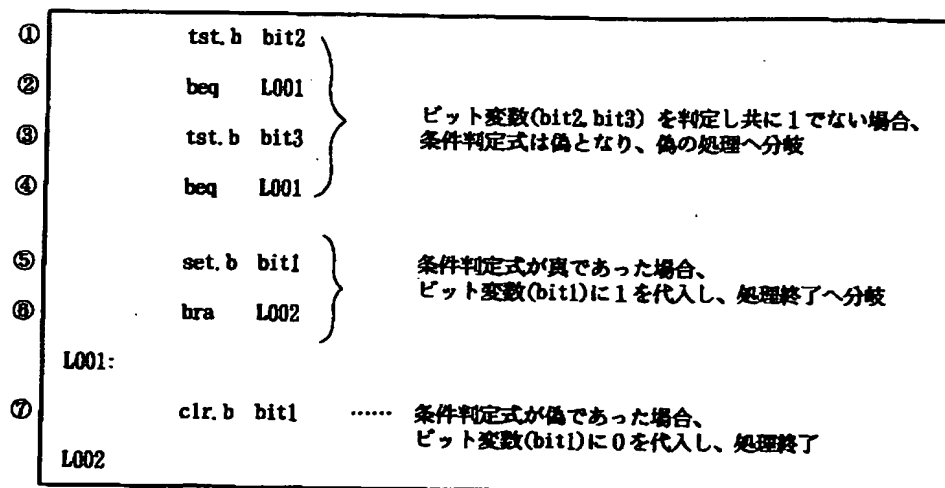 ① tst.b bit2
② beq L001
ビット変数(bit2,bit3) を判定し共に1でない場合、
③ tst.b bit3 条件判定式は偽となり、偽の処理へ分岐
④ beq L001
⑤ set.b bit1 条件判定式が真であった場合、
ビット変数(bit1)に1を代入し、処理終了へ分岐
⑥ bra L002
L001:
⑦ clr.b bit1 …… 条件判定式が偽であった場合、
ビット変数(bit1)に0を代入し、処理終了
L002